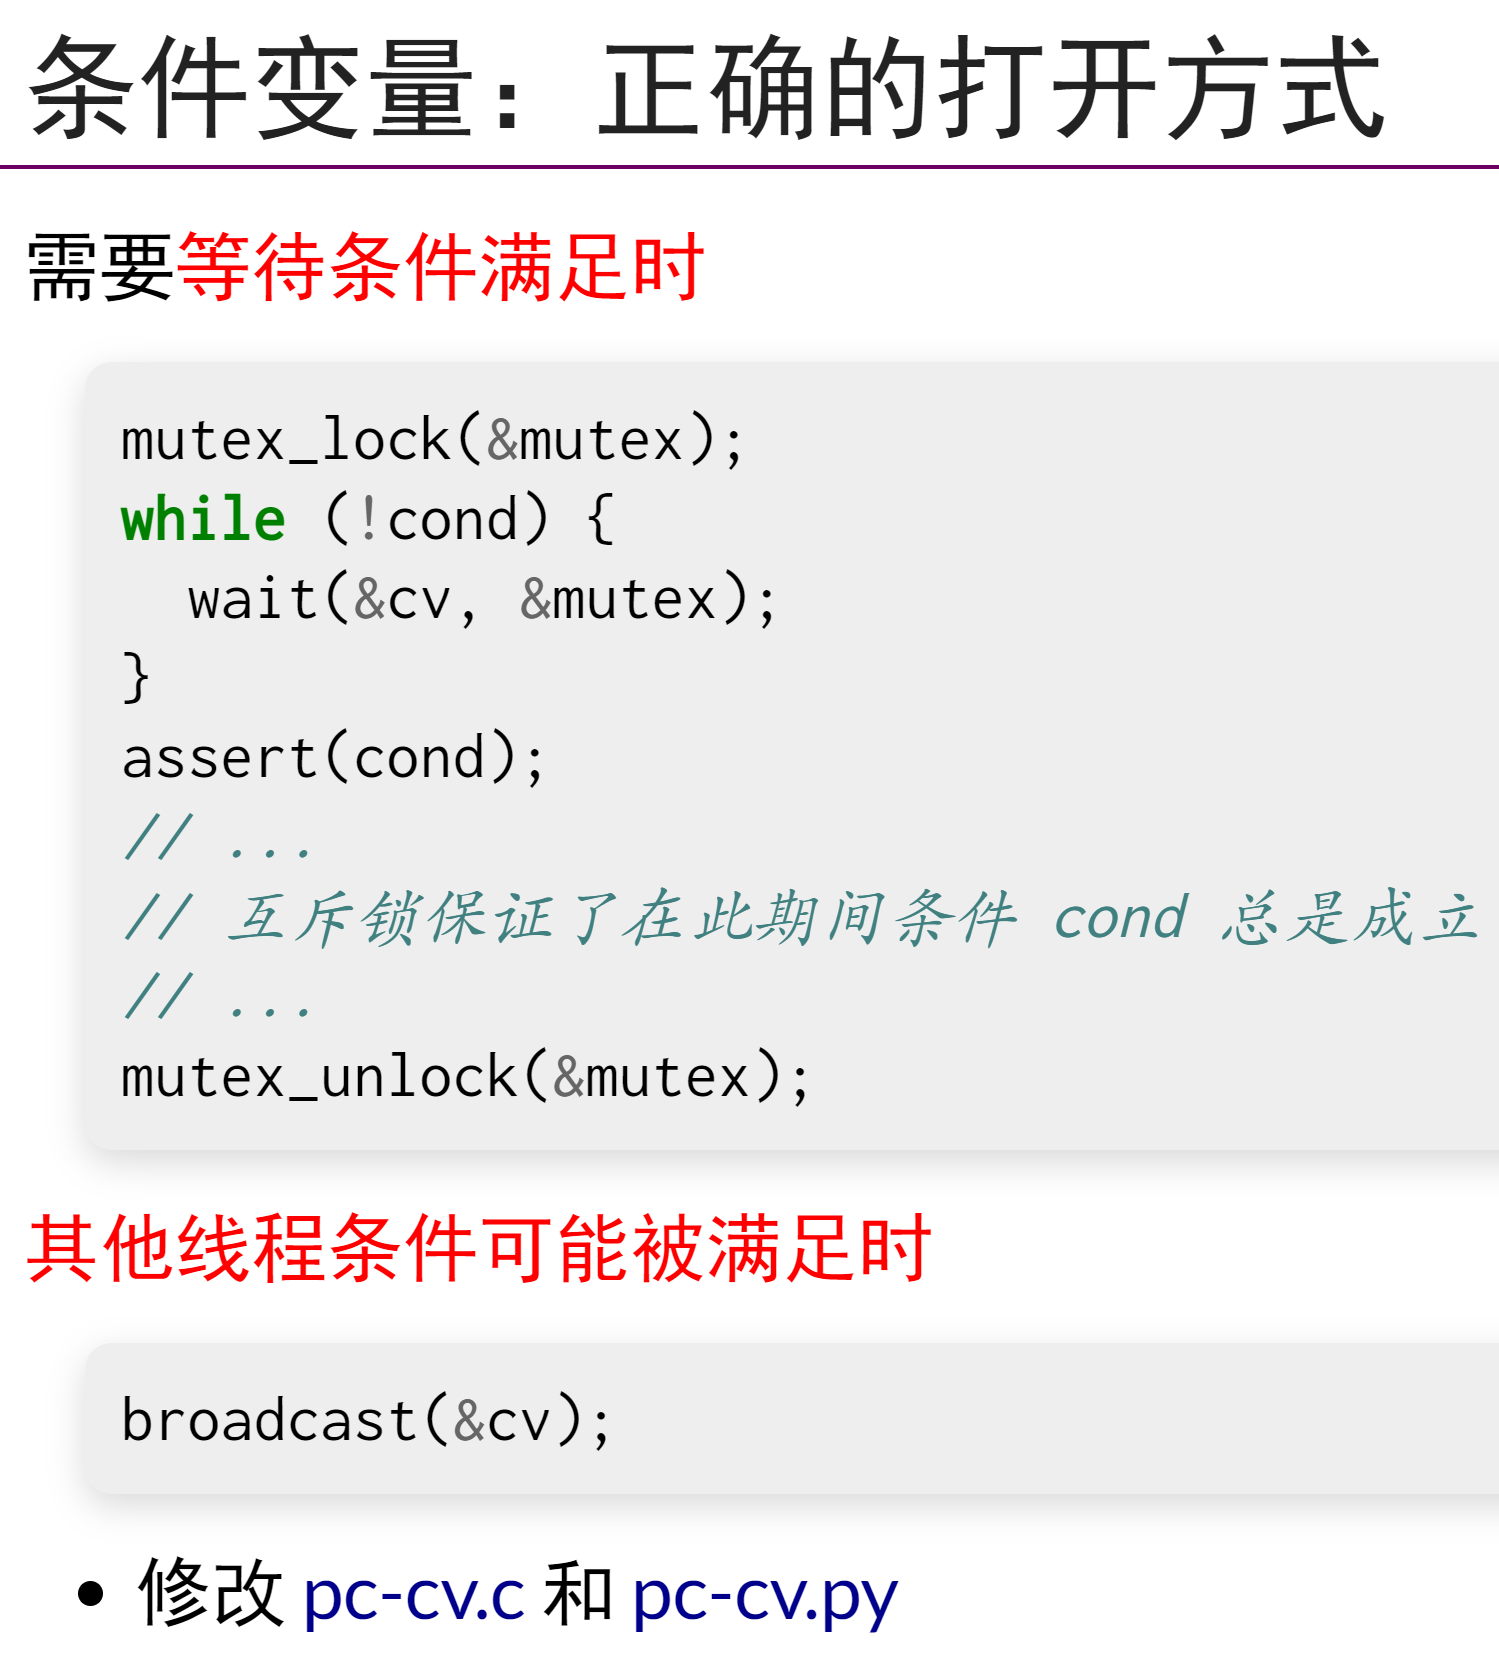 条件变量：正确的打开方式
需要等待条件满足时
mutex_lock(&mutex);
while (!cond) {
  wait(&cv, &mutex);
}
assert(cond);
// ...
// 互斥锁保证了在此期间条件 cond 总是成立
// ...
mutex_unlock(&mutex);
其他线程条件可能被满足时
broadcast(&cv);
• 修改 pc-cv.c 和 pc-cv.py